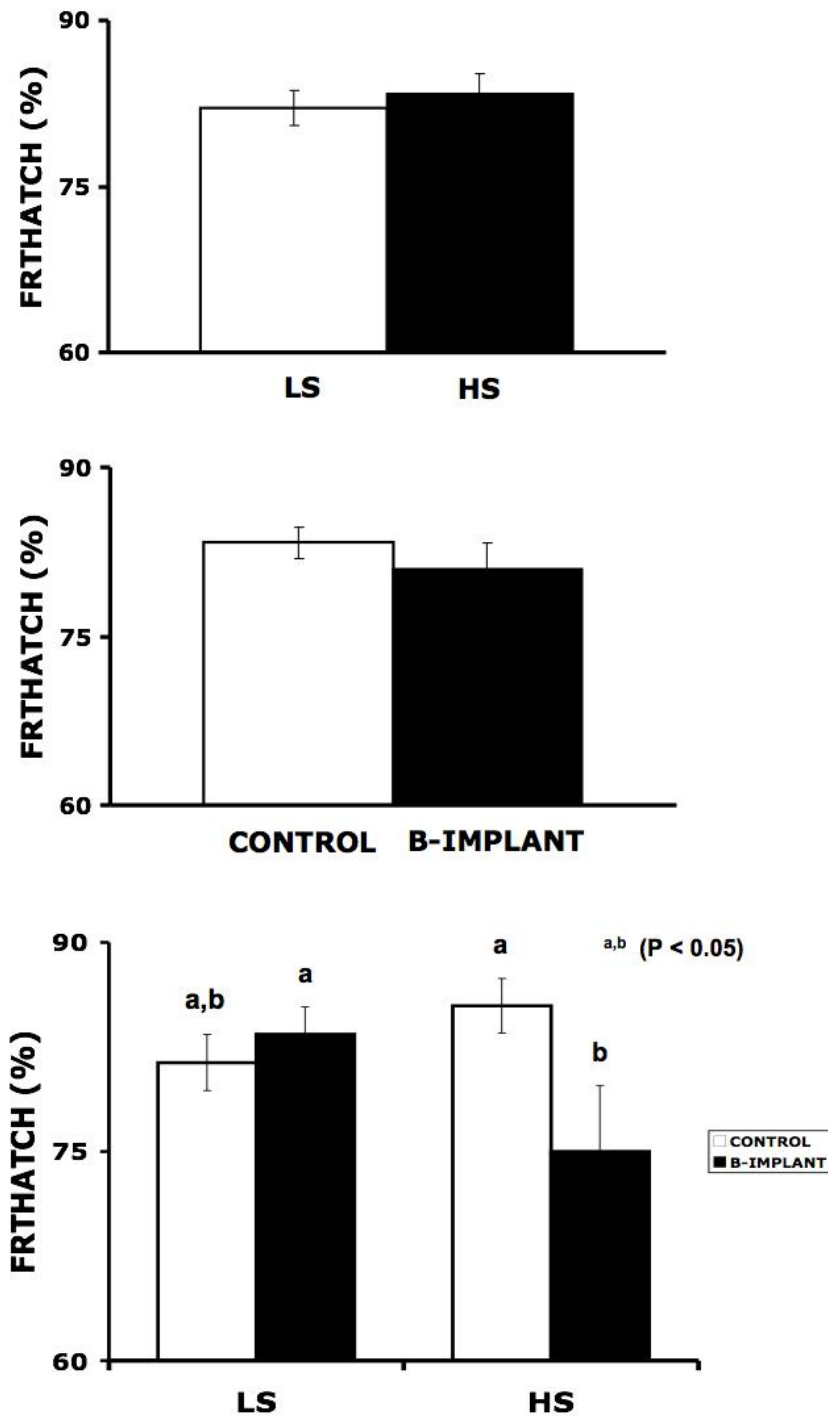 90
75
60
FRTHATCH (%)
LS HS
90
75
60
FRTHATCH (%)
CONTROL B-IMPLANT
90
75
60
FRTHATCH (%)
a,b
a
a
b
a,b (P < 0.05)
CONTROL
B-IMPLANT
LS HS